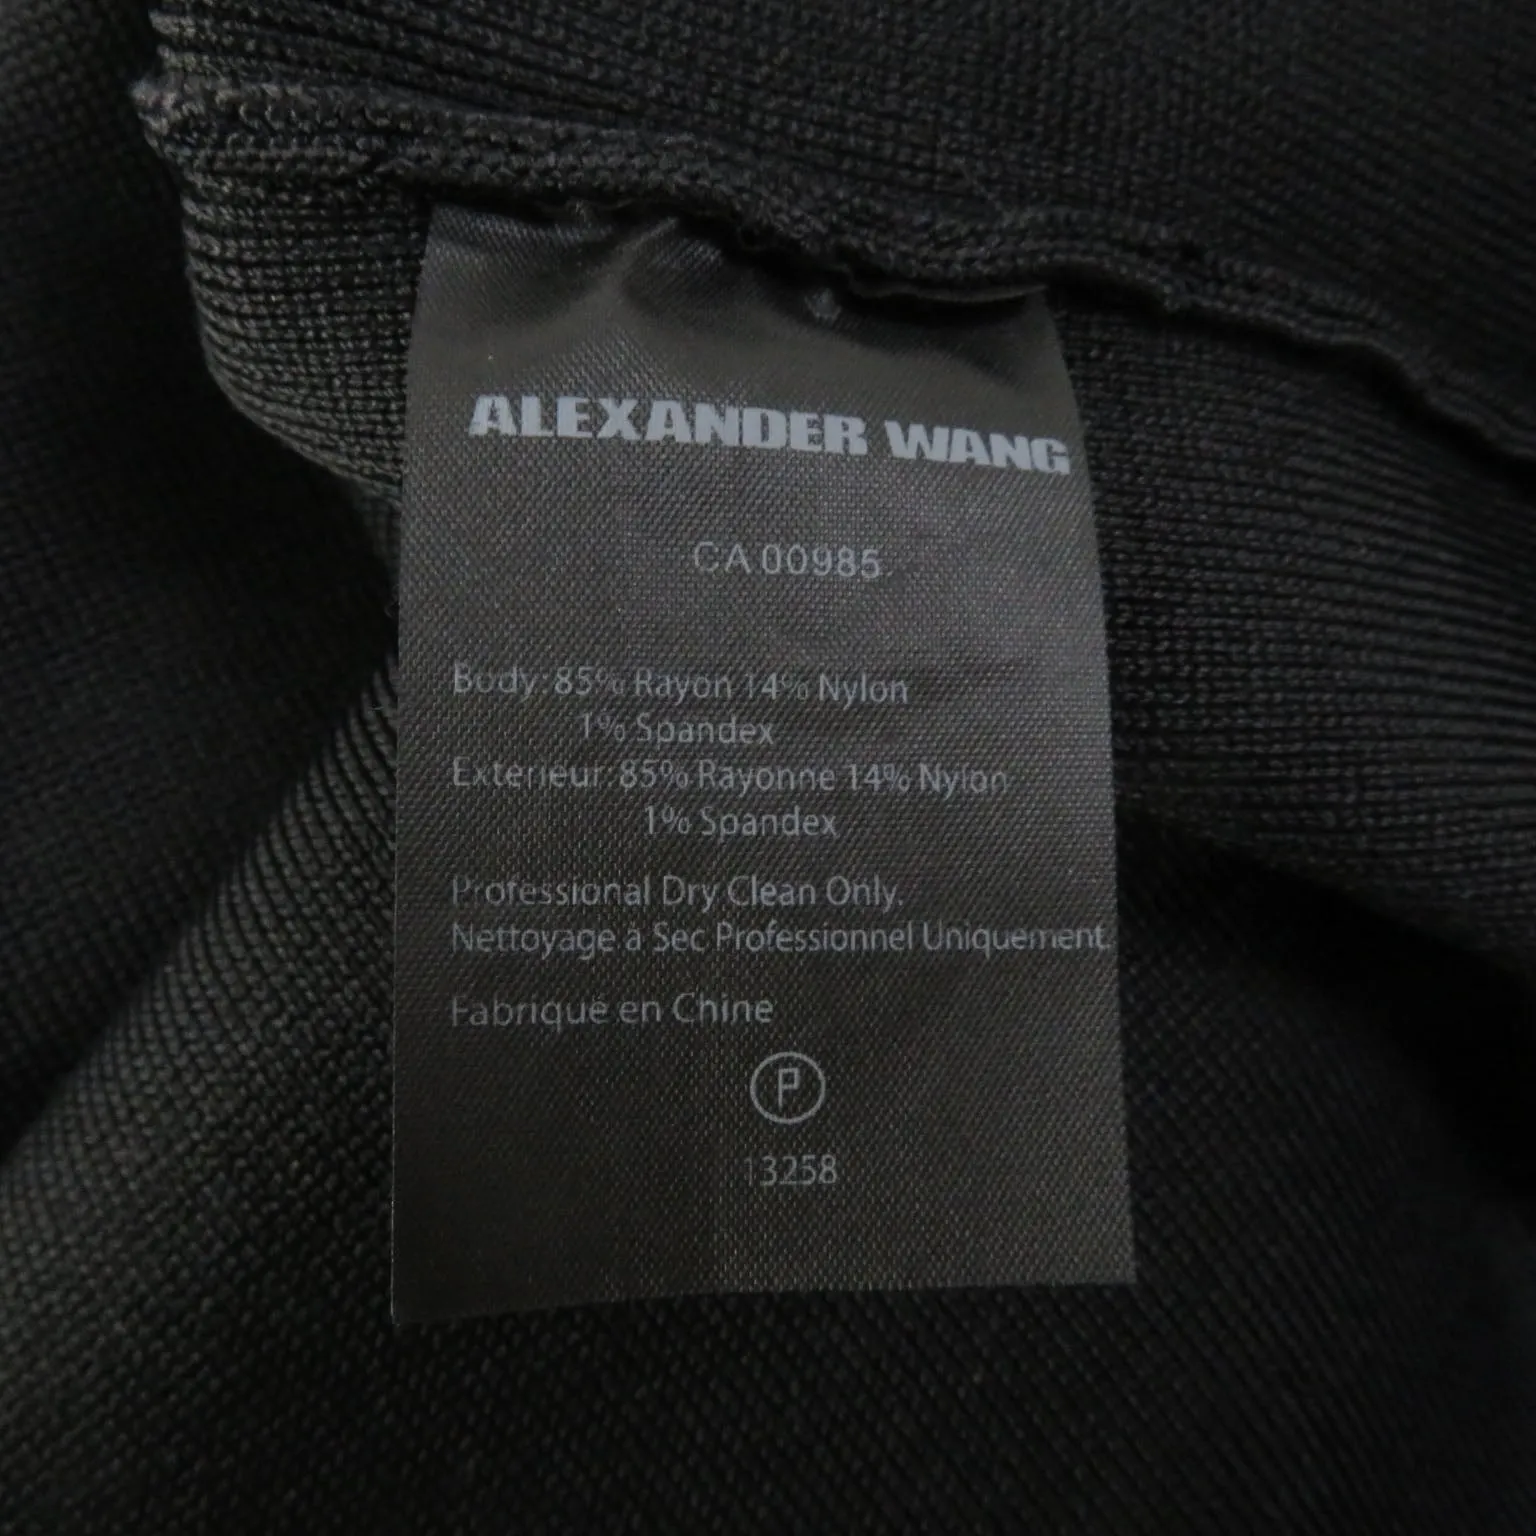 ALEXANDER WANG
CA 00985
Body: 85% Rayon 14% Nylon
1% Spandex
Exterieur: 85% Rayonne 14% Nylon
1% Spandex
Professional Dry Clean Only.
Nettoyage à Sec Professionnel Uniquement.
Fabriqué en Chine
P
13258